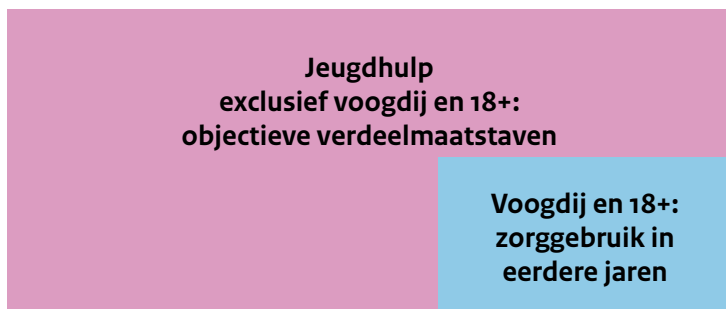 Jeugdhulp
exclusief voogdij en 18+:
objectieve verdeelmaatstaven
Voogdij en 18+:
zorggebruik in
eerdere jaren